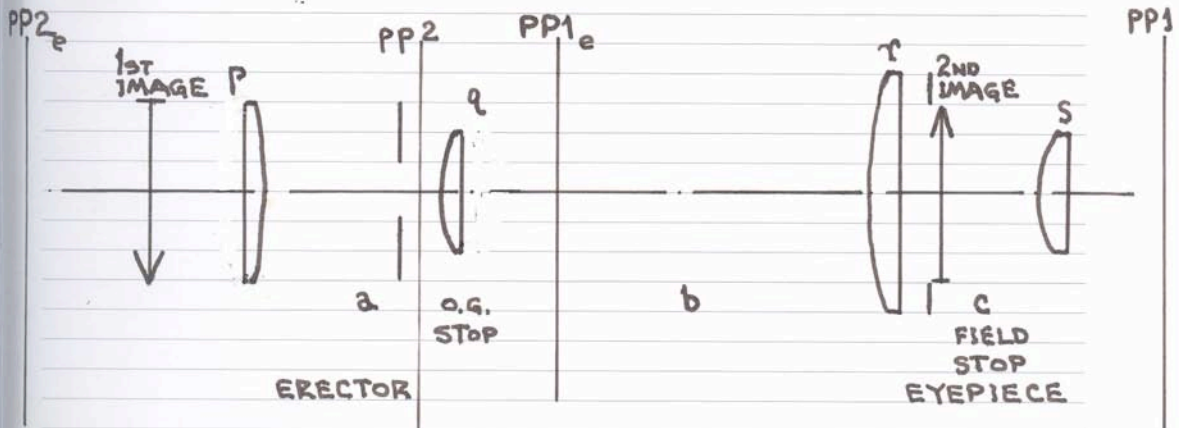 PP2e
1ST
IMAGE
P
PP2
q
PP1e
r
2ND
IMAGE
S
PP1
a
O.G.
STOP
b
c
FIELD
STOP
ERECTOR
EYEPIECE